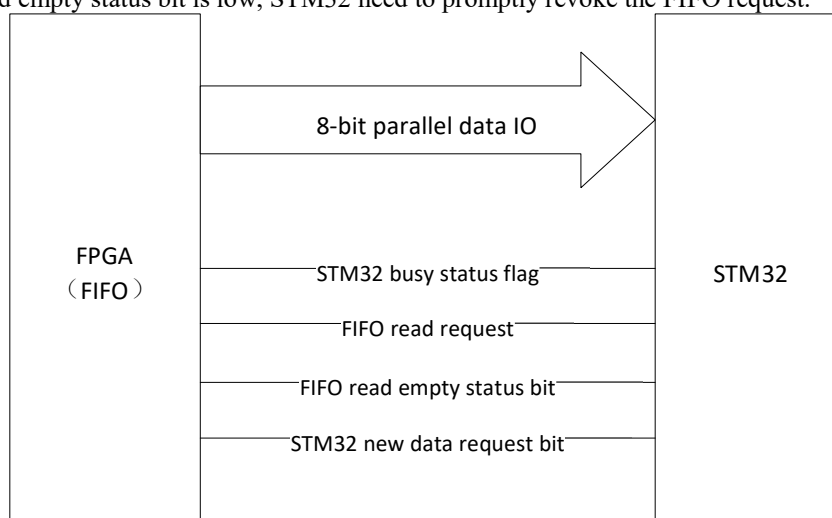 d empty status bit is low, STM32 need to promptly revoke the FIFO request.
8-bit parallel data IO
FPGA
（FIFO）
STM32 busy status flag
STM32
FIFO read request
FIFO read empty status bit
STM32 new data request bit